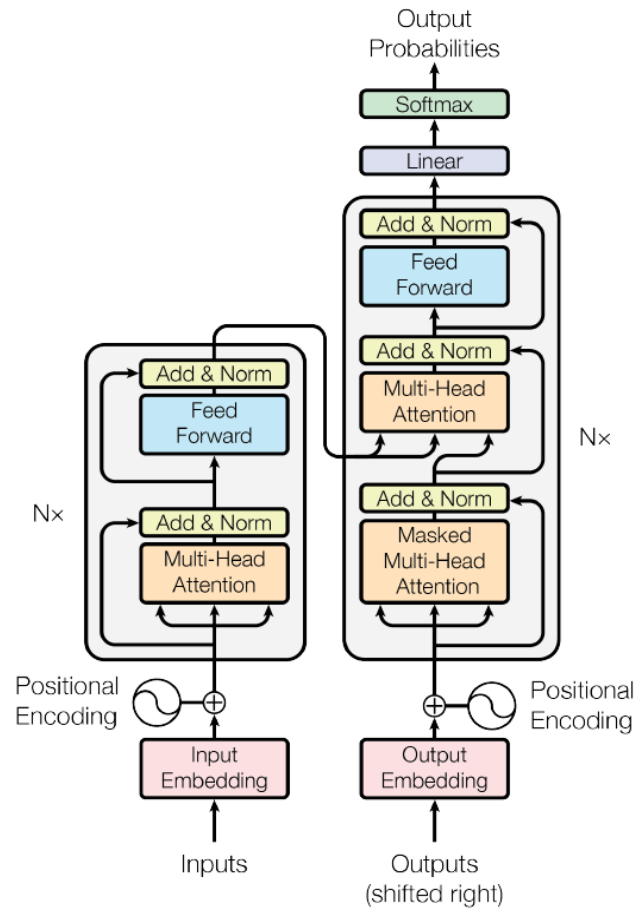 Output
Probabilities
Softmax
Linear
Add & Norm
Feed
Forward
Add & Norm
Multi-Head
Attention
Add & Norm
Masked
Multi-Head
Attention
N×
Add & Norm
Feed
Forward
Add & Norm
Multi-Head
Attention
N×
Positional
Encoding
Positional
Encoding
Input
Embedding
Output
Embedding
Inputs
Outputs
(shifted right)